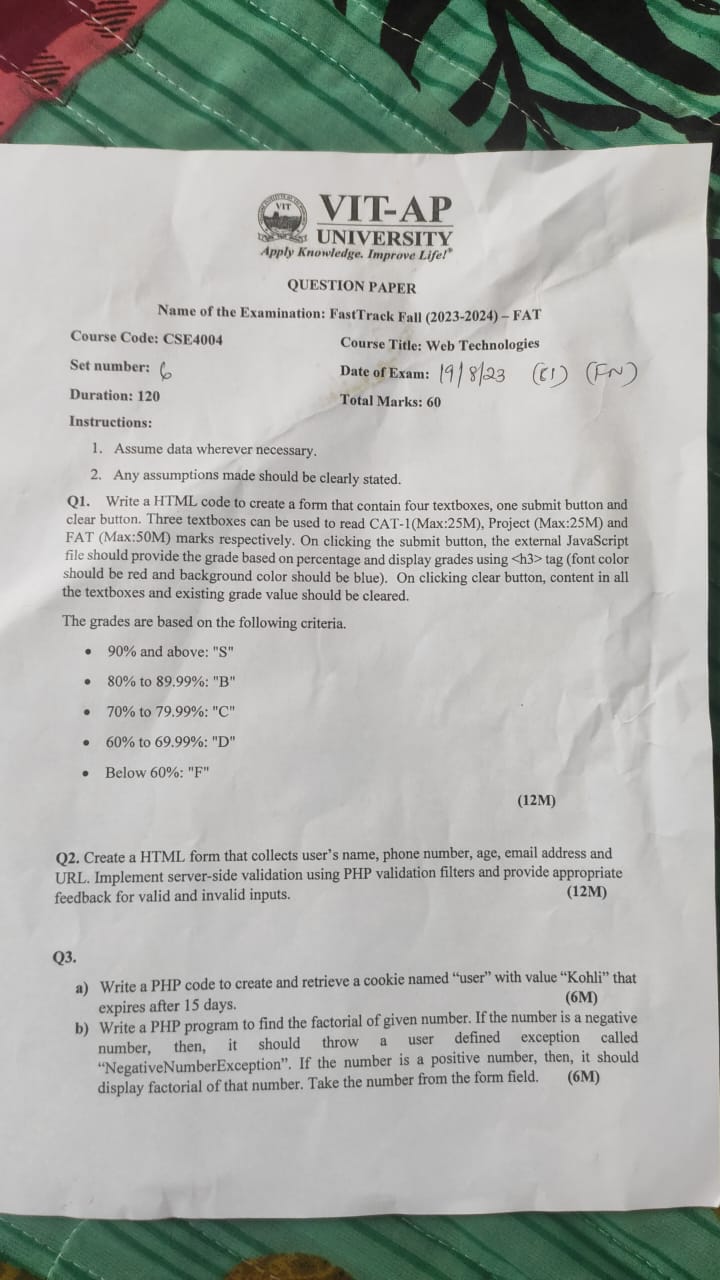 VIT
VIT-AP
UNIVERSITY
Apply Knowledge. Improve Life!®
QUESTION PAPER
Name of the Examination: FastTrack Fall (2023-2024) – FAT
Course Code: CSE4004
Course Title: Web Technologies
Set number: 6
Date of Exam: 19/8/23 (E1) (FN)
Duration: 120
Total Marks: 60
Instructions:
1. Assume data wherever necessary.
2. Any assumptions made should be clearly stated.
Q1. Write a HTML code to create a form that contain four textboxes, one submit button and
clear button. Three textboxes can be used to read CAT-1(Max:25M), Project (Max:25M) and
FAT (Max:50M) marks respectively. On clicking the submit button, the external JavaScript
file should provide the grade based on percentage and display grades using <h3> tag (font color
should be red and background color should be blue). On clicking clear button, content in all
the textboxes and existing grade value should be cleared.
The grades are based on the following criteria.
• 90% and above: "S"
• 80% to 89.99%: "B"
• 70% to 79.99%: "C"
• 60% to 69.99%: "D"
• Below 60%: "F"
(12M)
Q2. Create a HTML form that collects user's name, phone number, age, email address and
URL. Implement server-side validation using PHP validation filters and provide appropriate
feedback for valid and invalid inputs. (12M)
Q3.
a) Write a PHP code to create and retrieve a cookie named “user” with value “Kohli” that
expires after 15 days. (6M)
b) Write a PHP program to find the factorial of given number. If the number is a negative
number, then, it should throw a user defined exception called
“NegativeNumberException”. If the number is a positive number, then, it should
display factorial of that number. Take the number from the form field. (6M)